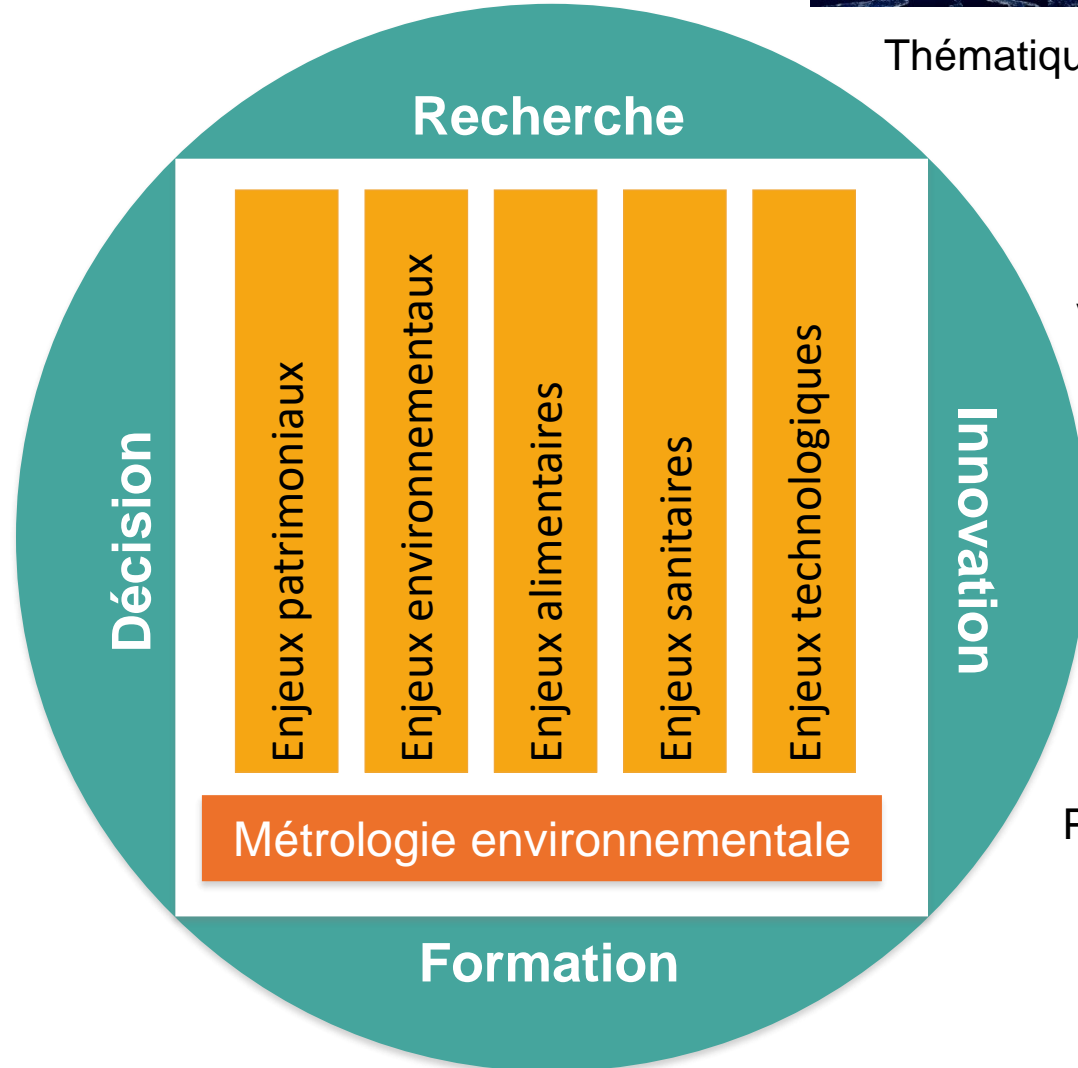 Thématiqu
Recherche
Décision
Enjeux patrimoniaux
Enjeux environnementaux
Enjeux alimentaires
Enjeux sanitaires
Enjeux technologiques
Innovation
Métrologie environnementale
Formation